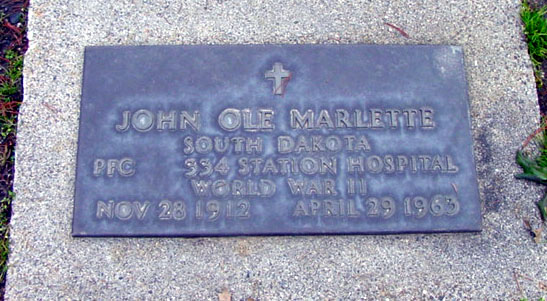 JOHN OLE MARLETTE
SOUTH DAKOTA
PFC 334 STATION HOSPITAL
WORLD WAR II
NOV 28 1912 APRIL 29 1963